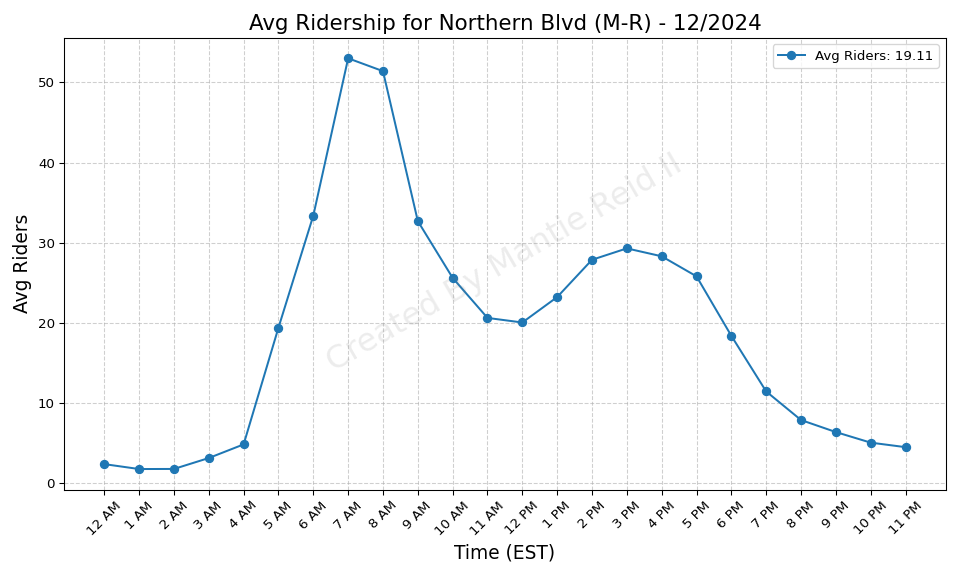 Avg Ridership for Northern Blvd (M-R) - 12/2024
Avg Riders: 19.11
Avg Riders
50
40
30
20
10
0
Created By Mantie Reid II
12 AM
1 AM
2 AM
3 AM
4 AM
5 AM
6 AM
7 AM
8 AM
9 AM
10 AM
11 AM
12 PM
1 PM
2 PM
3 PM
4 PM
5 PM
6 PM
7 PM
8 PM
9 PM
10 PM
11 PM
Time (EST)